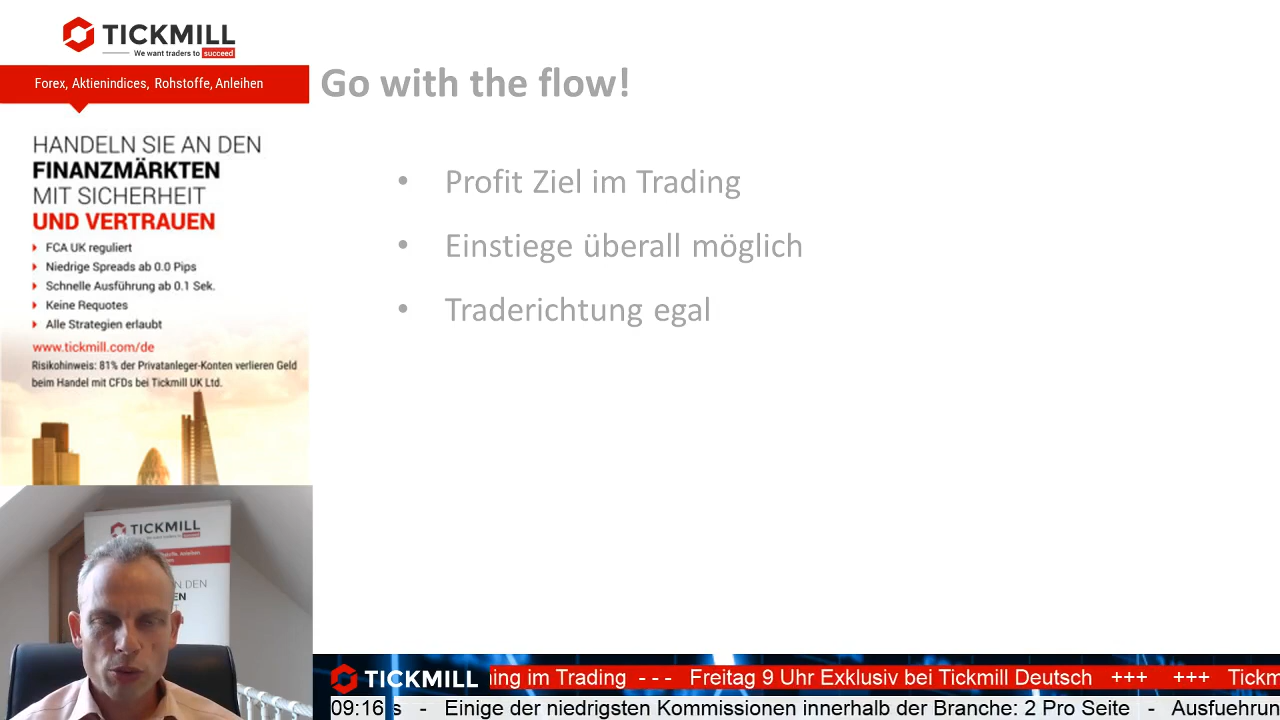 TICKMILL
We want traders to succeed
Forex, Aktienindices, Rohstoffe, Anleihen
HANDELN SIE AN DEN
FINANZMÄRKTEN
MIT SICHERHEIT
UND VERTRAUEN
FCA UK reguliert
Niedrige Spreads ab 0.0 Pips
Schnelle Ausführung ab 0.1 Sek.
Keine Requotes
Alle Strategien erlaubt
www.tickmill.com/de
Risikohinweis: 81% der Privatanleger-Konten verlieren Geld
beim Handel mit CFDs bei Tickmill UK Ltd.
Go with the flow!
• Profit Ziel im Trading
• Einstiege überall möglich
• Traderichtung egal
TICKMILL
N DEN
EN
TICKMILL
ing im Trading - - - Freitag 9 Uhr Exklusiv bei Tickmill Deutsch +++ +++ Tickm
09:16 s - Einige der niedrigsten Kommissionen innerhalb der Branche: 2 Pro Seite - Ausfuehrun